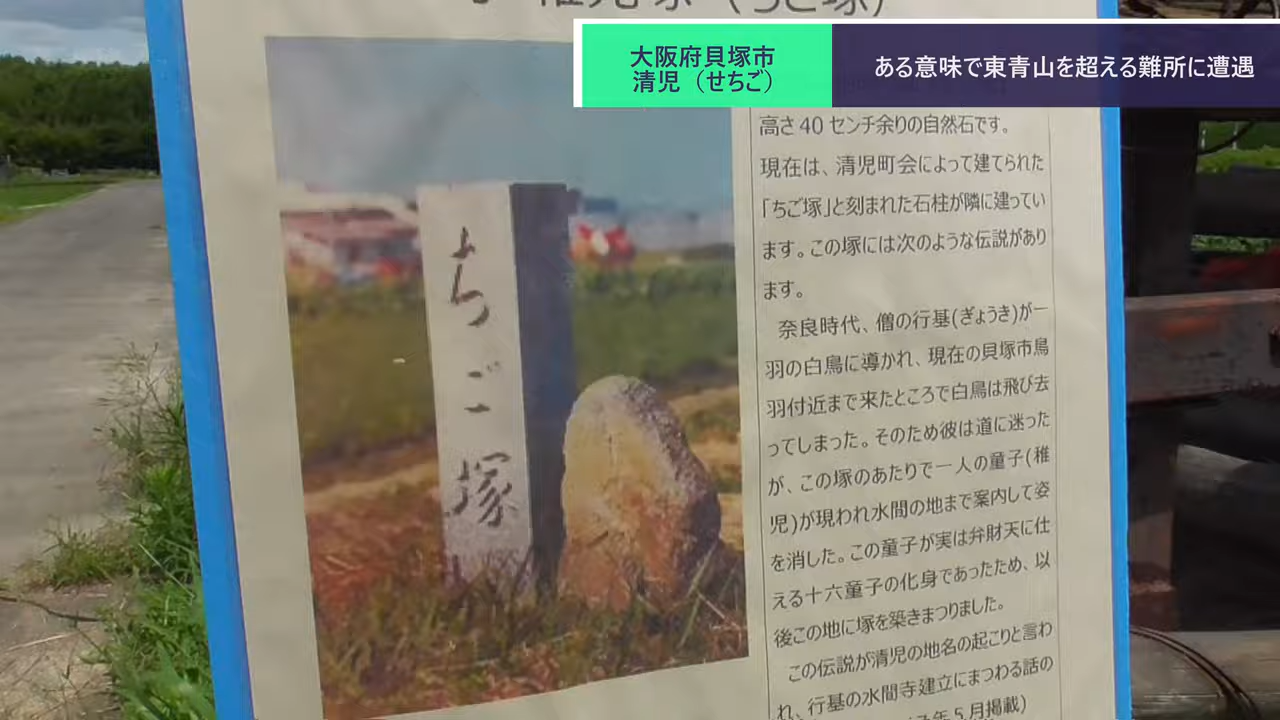 大阪府貝塚市
清児（せちご）
ある意味で東青山を超える難所に遭遇
（ちご塚）
ちご塚
高さ40センチ余りの自然石です。
現在は、清児町会によって建てられた
「ちご塚」と刻まれた石柱が隣に建ってい
ます。この塚には次のような伝説があり
ます。
奈良時代、僧の行基(ぎょうき)が一
羽の白鳥に導かれ、現在の貝塚市鳥
羽付近まで来たところで白鳥は飛び去
ってしまった。そのため彼は道に迷った
が、この塚のあたりで一人の童子(稚
児)が現われ水間の地まで案内して姿
を消した。この童子が実は弁財天に仕
える十六童子の化身であったため、以
後この地に塚を築きまつりました。
この伝説が清児の地名の起こりと言わ
れ、行基の水間寺建立にまつわる話の
年5月掲載）